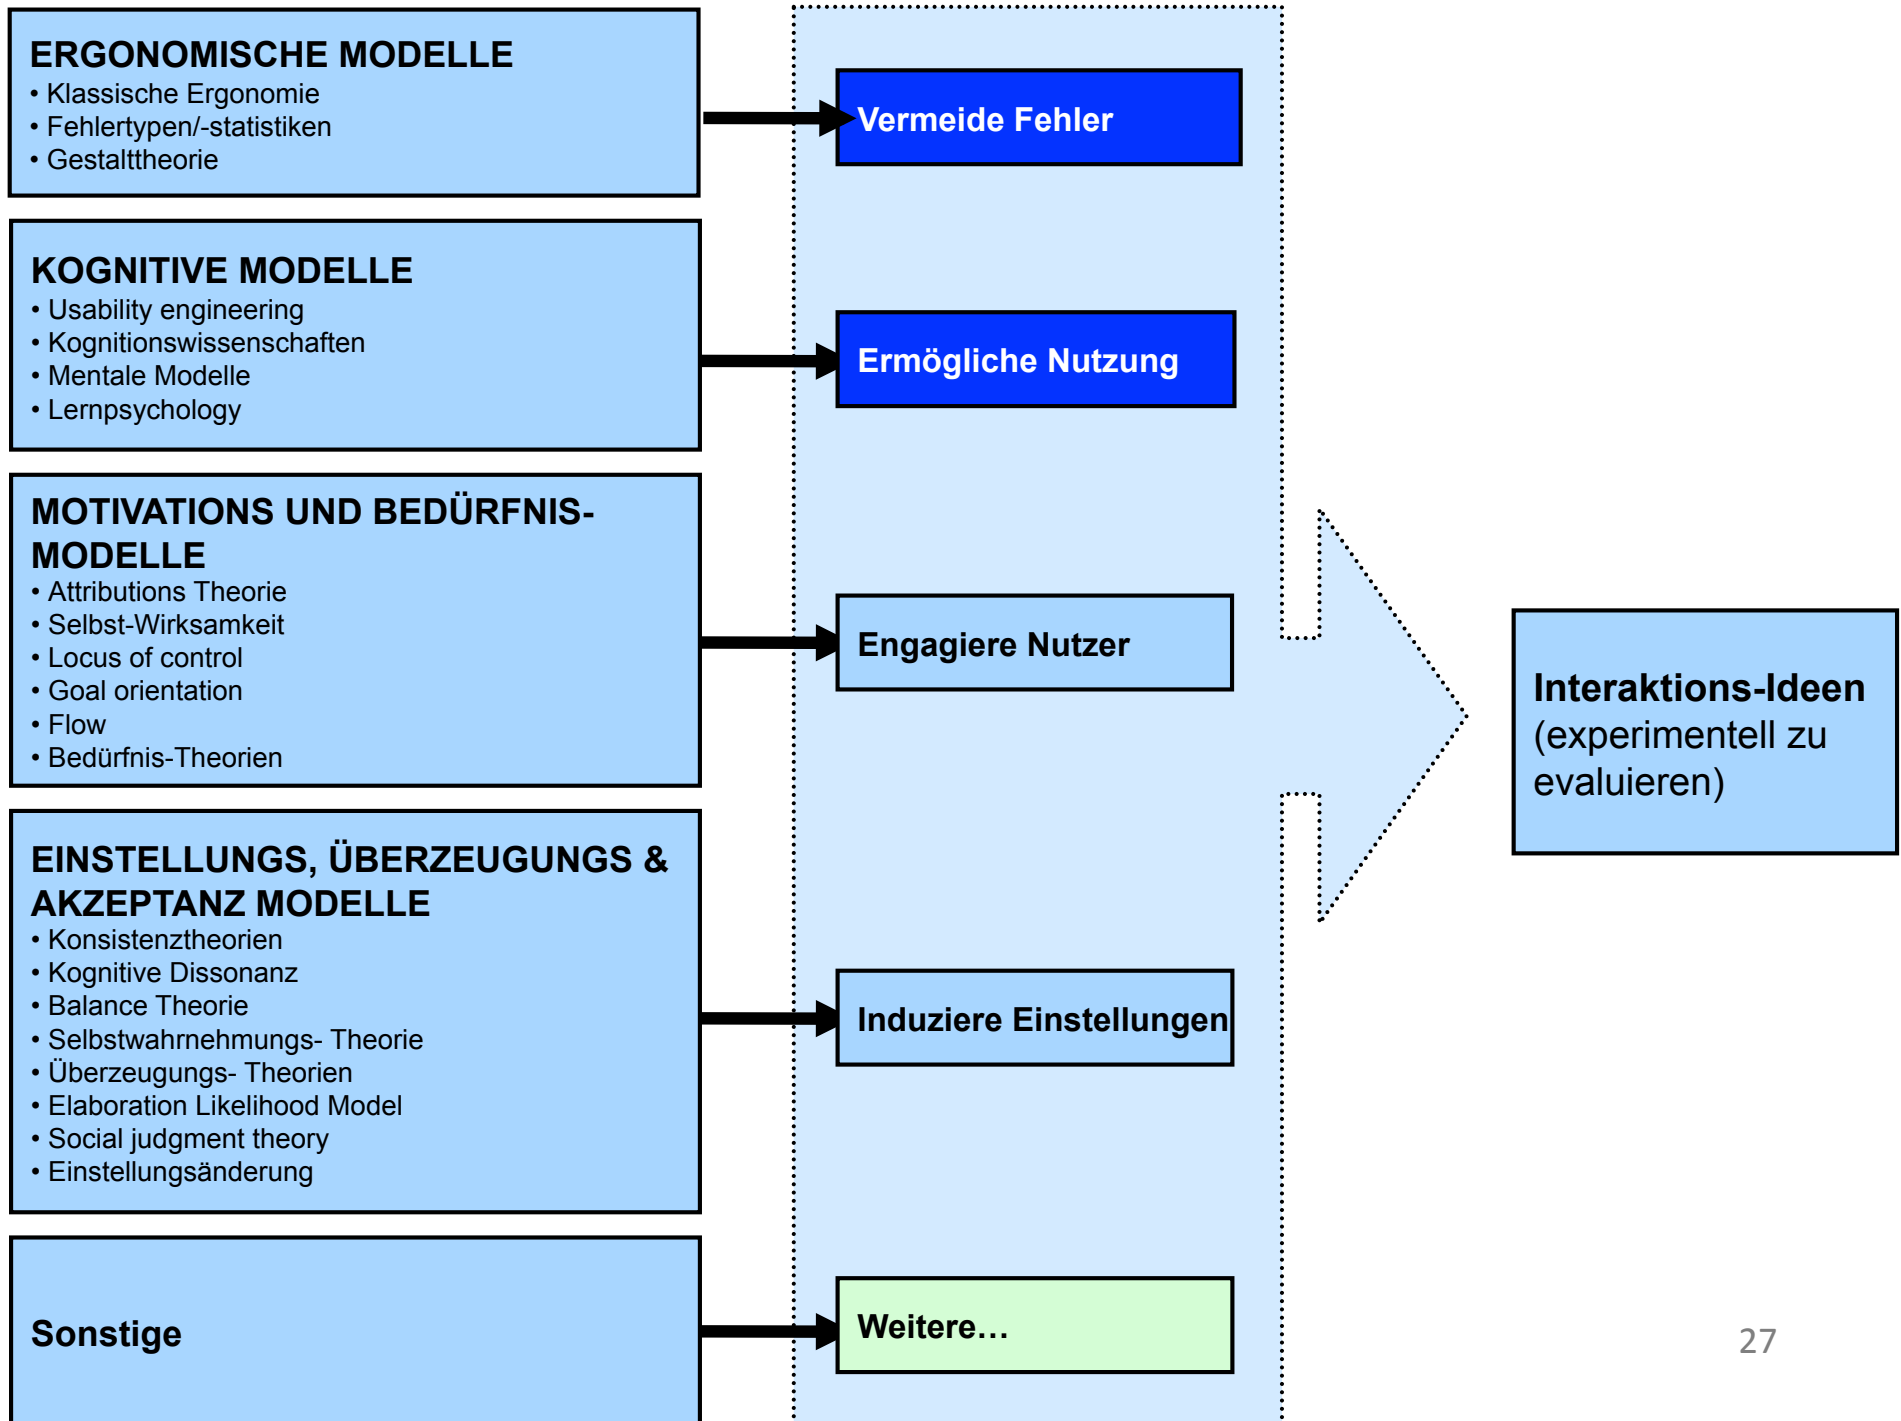 ERGONOMISCHE MODELLE
• Klassische Ergonomie
• Fehlertypen/-statistiken
• Gestalttheorie
Vermeide Fehler
KOGNITIVE MODELLE
• Usability engineering
• Kognitionswissenschaften
• Mentale Modelle
• Lernpsychology
Ermögliche Nutzung
MOTIVATIONS UND BEDÜRFNIS-
MODELLE
• Attributions Theorie
• Selbst-Wirksamkeit
• Locus of control
• Goal orientation
• Flow
• Bedürfnis-Theorien
Engagiere Nutzer
EINSTELLUNGS, ÜBERZEUGUNGS &
AKZEPTANZ MODELLE
• Konsistenztheorien
• Kognitive Dissonanz
• Balance Theorie
• Selbstwahrnehmungs- Theorie
• Überzeugungs- Theorien
• Elaboration Likelihood Model
• Social judgment theory
• Einstellungsänderung
Induziere Einstellungen
Sonstige
Weitere…
Interaktions-Ideen
(experimentell zu
evaluieren)
27